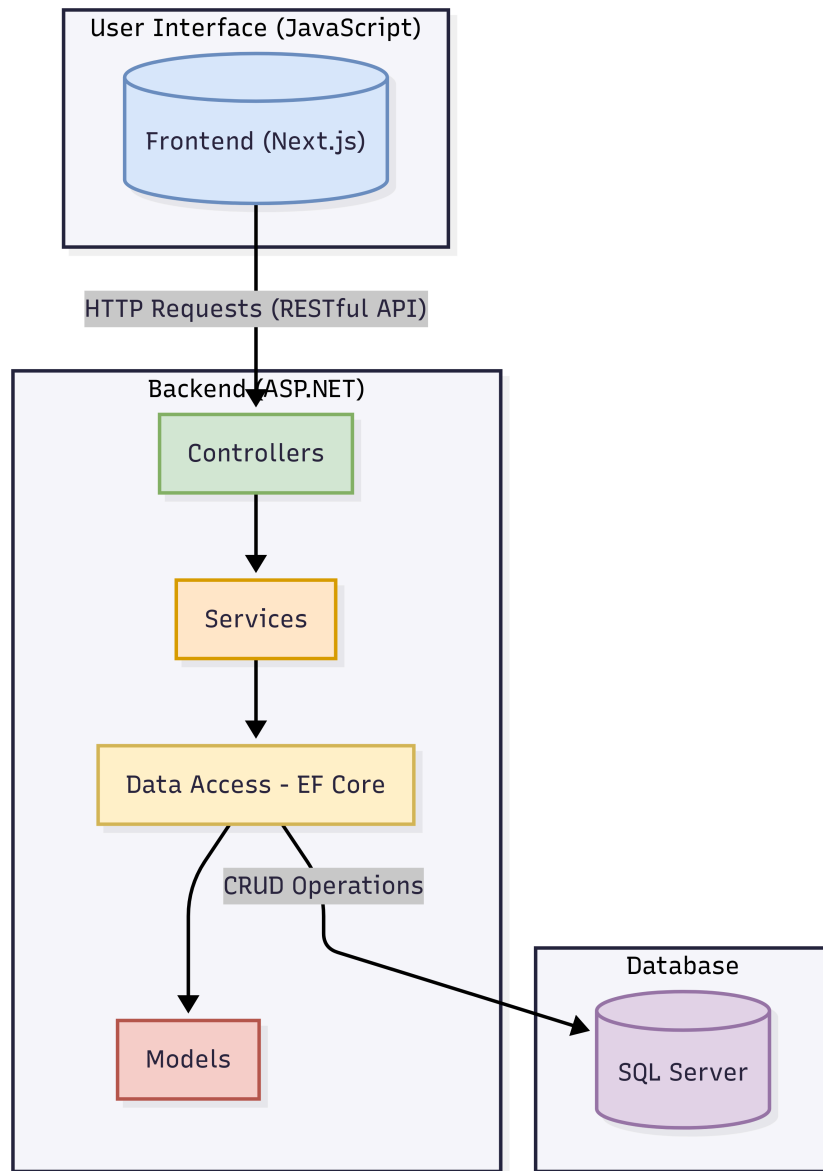 User Interface (JavaScript)
Frontend (Next.js)
HTTP Requests (RESTful API)
Backend (ASP.NET)
Controllers
Services
Data Access - EF Core
CRUD Operations
Database
Models
SQL Server